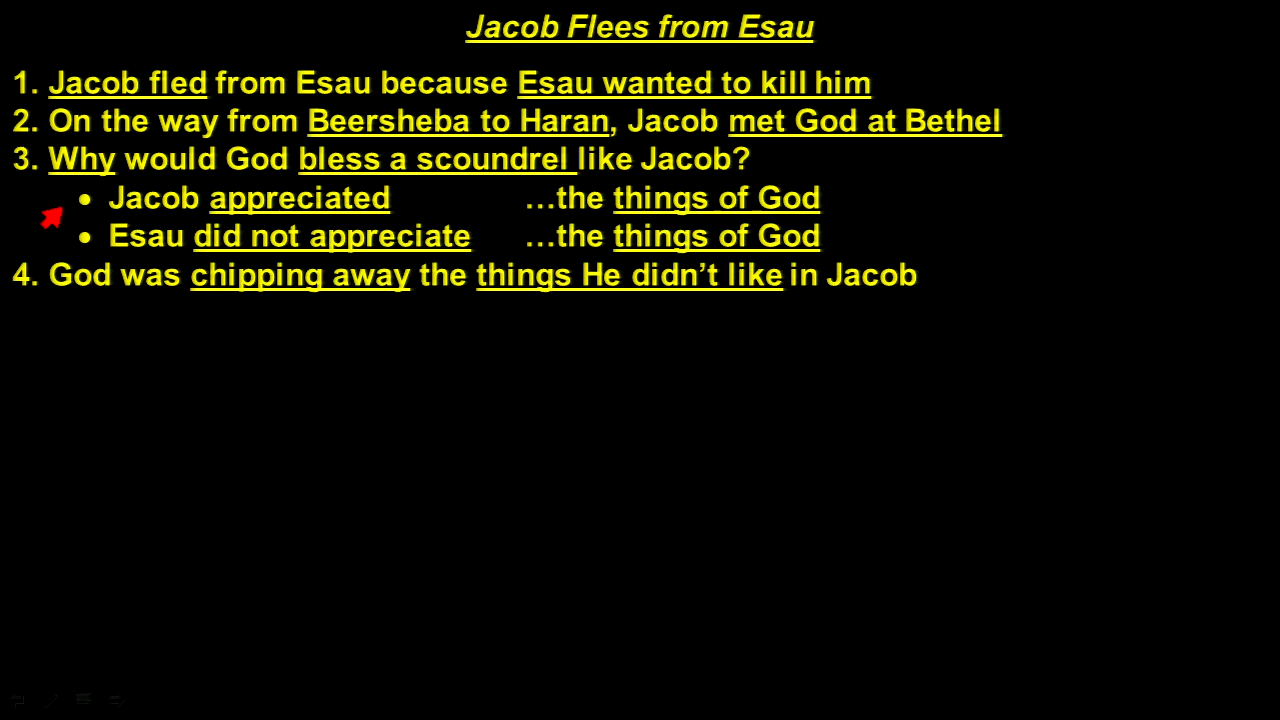 Jacob Flees from Esau
1. Jacob fled from Esau because Esau wanted to kill him
2. On the way from Beersheba to Haran, Jacob met God at Bethel
3. Why would God bless a scoundrel like Jacob?
• Jacob appreciated …the things of God
• Esau did not appreciate …the things of God
4. God was chipping away the things He didn’t like in Jacob